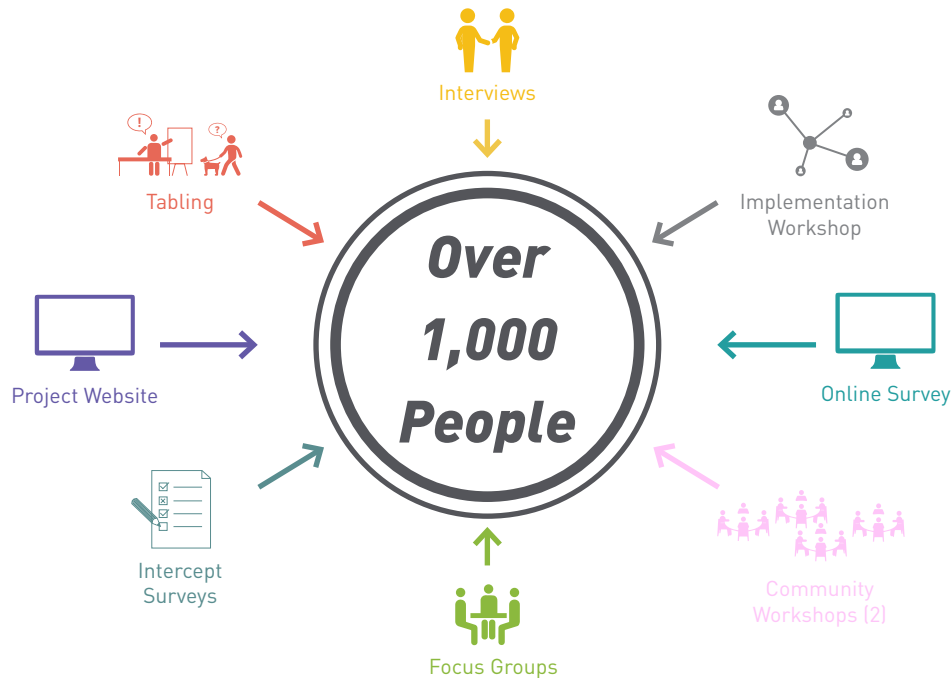 Interviews
!
?
Tabling
Implementation
Workshop
Over
1,000
People
Project Website
Online Survey
Intercept
Surveys
Community
Workshops (2)
Focus Groups